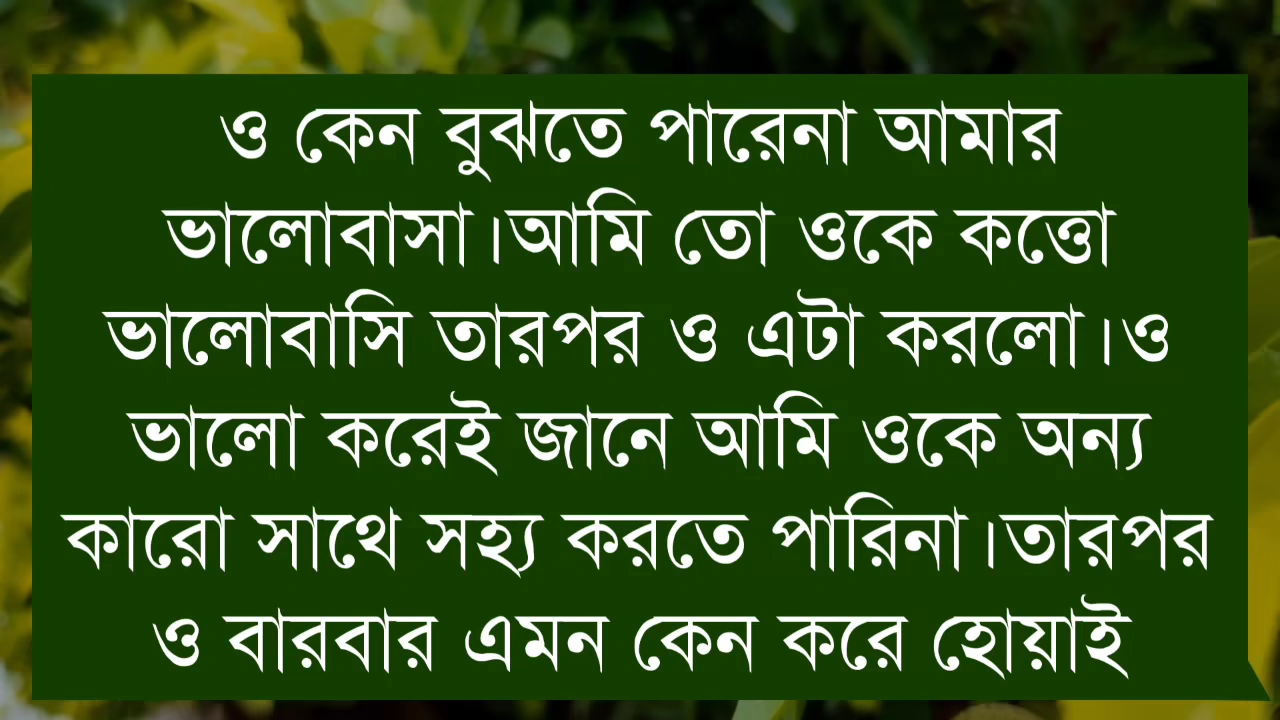 ও কেন বুঝতে পারেনা আমার
ভালোবাসা।আমি তো ওকে কত্তো
ভালোবাসি তারপর ও এটা করলো।ও
ভালো করেই জানে আমি ওকে অন্য
কারো সাথে সহ্য করতে পারিনা।তারপর
ও বারবার এমন কেন করে হোয়াই